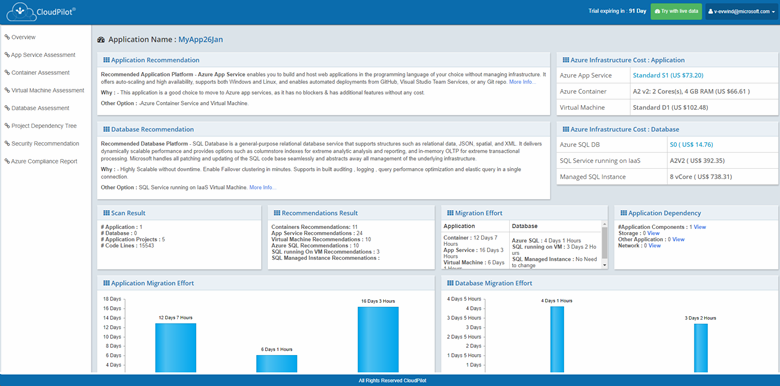 CloudPilot®
Trial expiring in : 91 Day
Try with live data
v-evwind@microsoft.com
Overview
App Service Assessment
Container Assessment
Virtual Machine Assessment
Database Assessment
Project Dependency Tree
Security Recommendation
Azure Compliance Report
Application Name : MyApp26Jan
Application Recommendation
Recommended Application Platform - Azure App Service enables you to build and host web applications in the programming language of your choice without managing infrastructure. It
offers auto-scaling and high availability, supports both Windows and Linux, and enables automated deployments from GitHub, Visual Studio Team Services, or any Git repo. More Info..
Why : - This application is a good choice to move to Azure app services, as it has no blockers & has additional features without any cost.
Other Option : -Azure Container Service and Virtual Machine.
Azure Infrastructure Cost : Application
Azure App Service Standard S1 (US $73.20)
Azure Container A2 v2: 2 Cores(s), 4 GB RAM (US $66.61 )
Virtual Machine Standard D1 (US $102.48)
Database Recommendation
Recommended Database Platform - SQL Database is a general-purpose relational database service that supports structures such as relational data, JSON, spatial, and XML. It delivers
dynamically scalable performance and provides options such as columnstore indexes for extreme analytic analysis and reporting, and in-memory OLTP for extreme transactional
processing. Microsoft handles all patching and updating of the SQL code base seamlessly and abstracts away all management of the underlying infrastructure.
Why : - Highly Scalable without downtime. Enable Failover clustering in minutes. Supports in built auditing , logging , query performance optimization and elastic query in a single
connection
Other Option : SQL Service running on IaaS Virtual Machine. More Info...
Azure Infrastructure Cost : Database
Azure SQL DB S0 ( US$ 14.76)
SQL Service running on IaaS A2V2 ( US$ 392.35)
Managed SQL Instance 8 vCore ( US$ 738.31)
Scan Result
# Application : 1
# Database : 0
# Application Projects : 5
# Code Lines : 15543
Recommendations Result
Containers Recommendations: 11
App Service Recommendations : 24
Virtual Machine Recommendations : 10
Azure SQL Recommendations : 10
SQL running On VM Recommendations : 3
SQL Managed Instance Recommendations :
Migration Effort
Application Database
Container : 12 Days 7
Hours
App Service : 16 Days 3
Hours
Virtual Machine : 6 Days
1 Hours
Azure SQL : 4 Days 1 Hours
SQL running on VM : 3 Days 2 Ho
urs
SQL Managed Instance : No Need
to change
Application Dependency
#Application Components : 1 View
Storage : 0 View
Other Application : 0 View
Network : 0 View
Application Migration Effort
18 Days
16 Days
14 Days
12 Days
10 Days
8 Days
6 Days
4 Days
12 Days 7 Hours
6 Days 1 Hours
16 Days 3 Hours
Database Migration Effort
4 Days 5 Hours
4 Days
3 Days 5 Hours
3 Days
2 Days 5 Hours
2 Days
1 Days 5 Hours
1 Days
4 Days 1 Hours
3 Days 2 Hours
All Rights Reserved CloudPilot